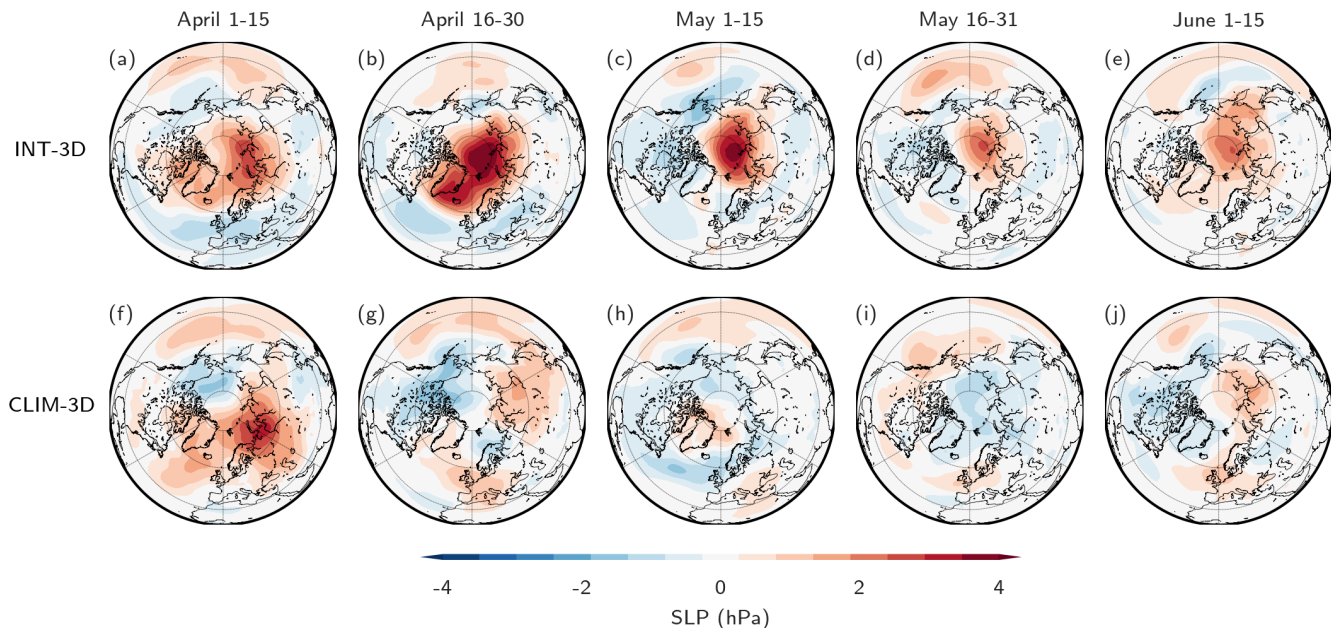 April 1-15 April 16-30 May 1-15 May 16-31 June 1-15
(a) (b) (c) (d) (e)
INT-3D
(f) (g) (h) (i) (j)
CLIM-3D
-4 -2 0 2 4
SLP (hPa)